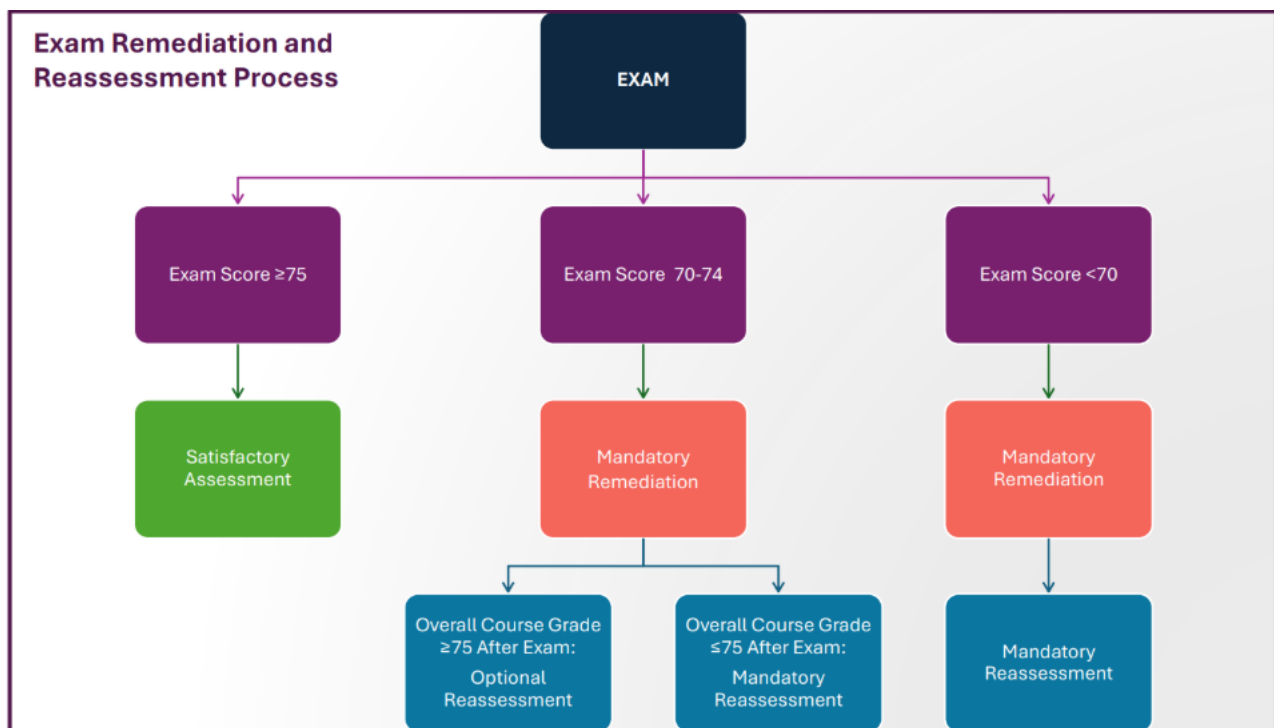 Exam Remediation and
Reassessment Process
EXAM
Exam Score ≥75
Exam Score 70-74
Exam Score <70
Satisfactory
Assessment
Mandatory
Remediation
Mandatory
Remediation
Overall Course Grade
≥75 After Exam:
Optional
Reassessment
Overall Course Grade
≤75 After Exam:
Mandatory
Reassessment
Mandatory
Reassessment